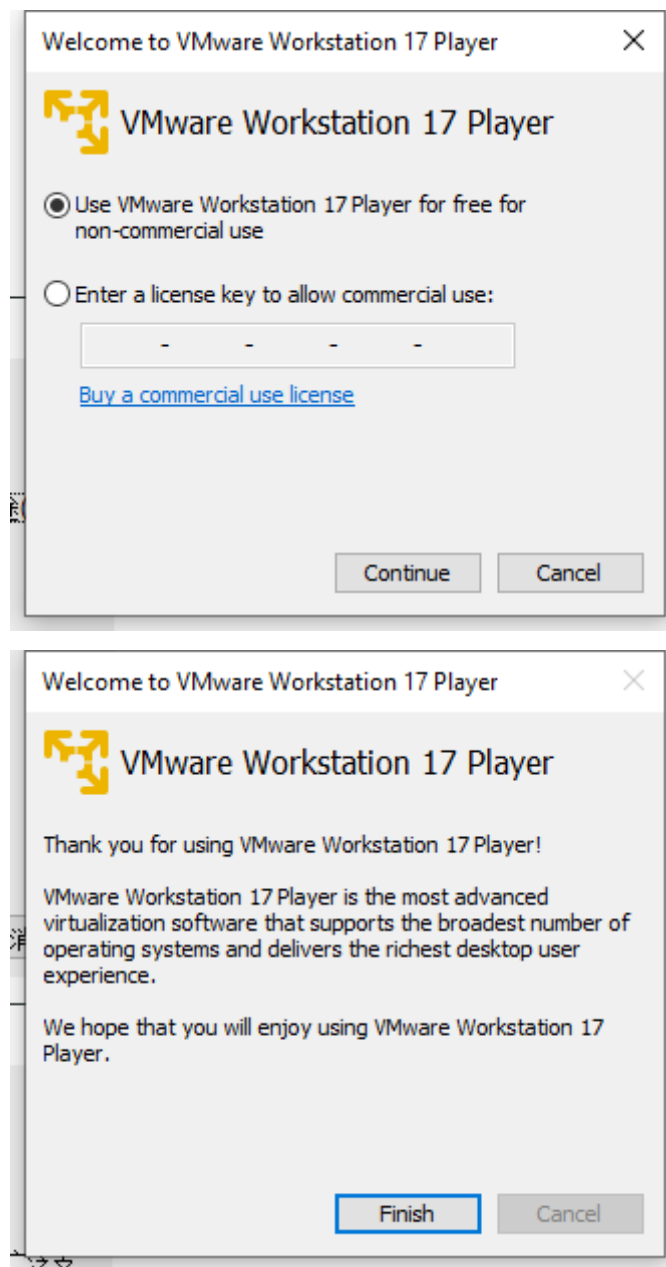 Welcome to VMware Workstation 17 Player
VMware Workstation 17 Player
Use VMware Workstation 17 Player for free for
non-commercial use
Enter a license key to allow commercial use:
- - - -
Buy a commercial use license
Continue Cancel
Welcome to VMware Workstation 17 Player
VMware Workstation 17 Player
Thank you for using VMware Workstation 17 Player!
VMware Workstation 17 Player is the most advanced
virtualization software that supports the broadest number of
operating systems and delivers the richest desktop user
experience.
We hope that you will enjoy using VMware Workstation 17
Player.
Finish Cancel